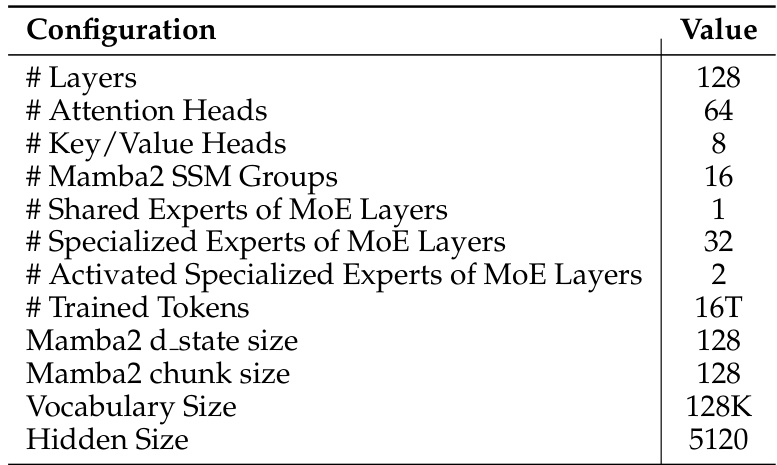 Configuration Value
# Layers 128
# Attention Heads 64
# Key/Value Heads 8
# Mamba2 SSM Groups 16
# Shared Experts of MoE Layers 1
# Specialized Experts of MoE Layers 32
# Activated Specialized Experts of MoE Layers 2
# Trained Tokens 16T
Mamba2 d_state size 128
Mamba2 chunk size 128
Vocabulary Size 128K
Hidden Size 5120